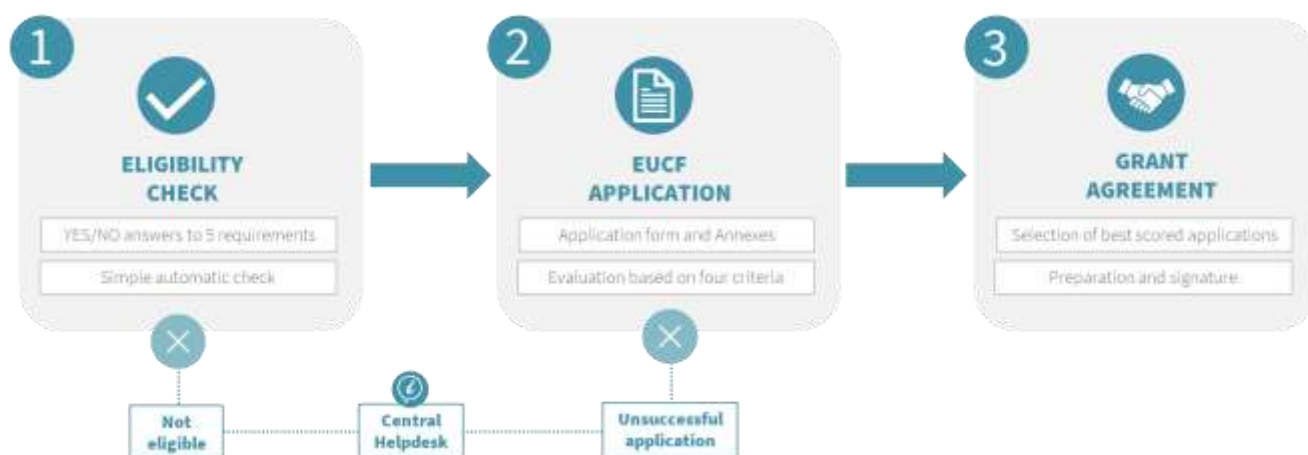 1
ELIGIBILITY
CHECK
YES/NO answers to 5 requirements
Simple automatic check
2
EUCF
APPLICATION
Application form and Annexes
Evaluation based on four criteria
3
GRANT
AGREEMENT
Selection of best scored applications
Preparation and signature
Not
eligible
i
Central
Helpdesk
Unsuccessful
application